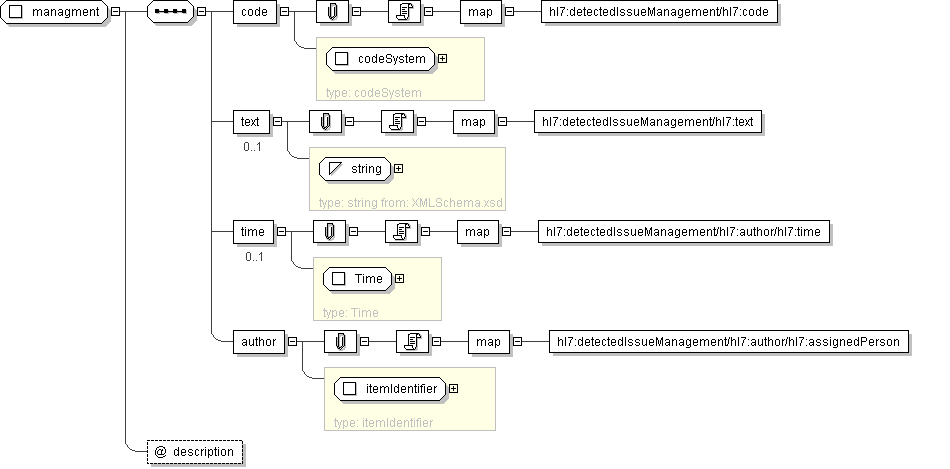 managment
code
map
hl7:detectedIssueManagement/hl7:code
codeSystem
type: codeSystem
text
map
hl7:detectedIssueManagement/hl7:text
0..1
string
type: string from: XMLSchema.xsd
time
map
hl7:detectedIssueManagement/hl7:author/hl7:time
0..1
Time
type: Time
author
map
hl7:detectedIssueManagement/hl7:author/hl7:assignedPerson
itemIdentifier
type: itemIdentifier
@ description